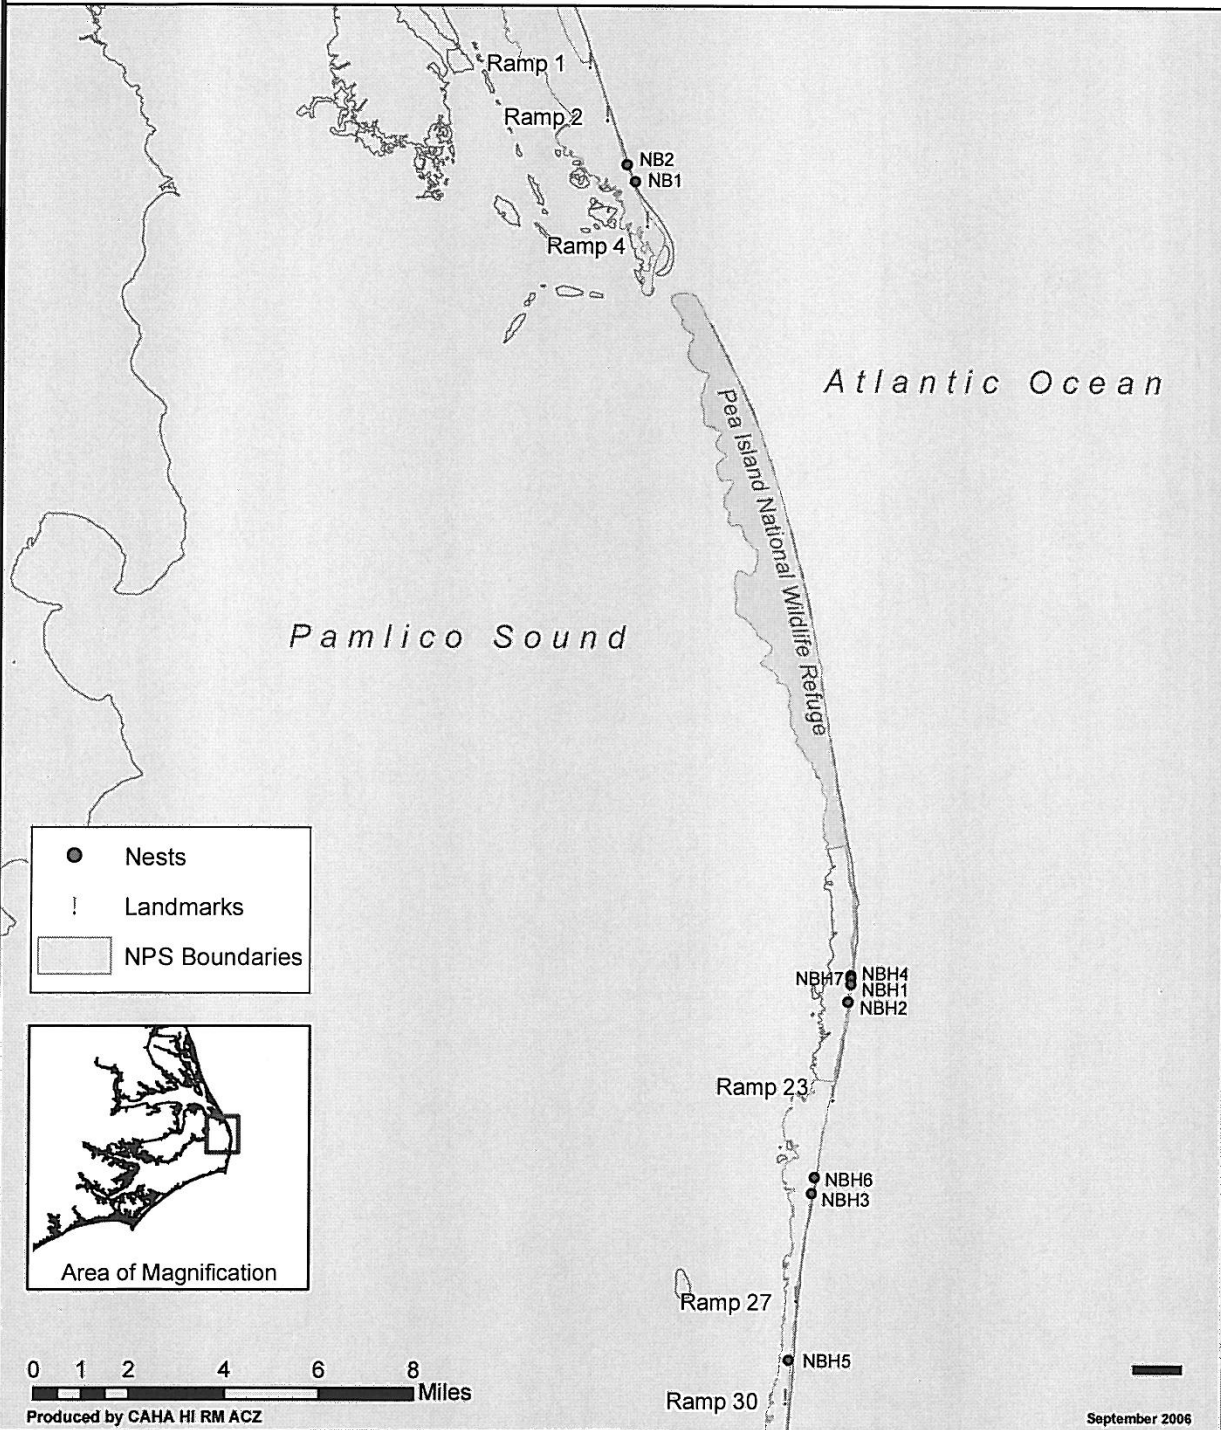 Ramp 1
Ramp 2
NB2
NB1
Ramp 4
Atlantic Ocean
Pea Island National Wildlife Refuge
Pamlico Sound
Nests
Landmarks
NPS Boundaries
NBH7
NBH4
NBH1
NBH2
Ramp 23
NBH6
NBH3
Area of Magnification
Ramp 27
NBH5
0 1 2 4 6 8
Miles
Ramp 30
Produced by CAHA HI RM ACZ
September 2006